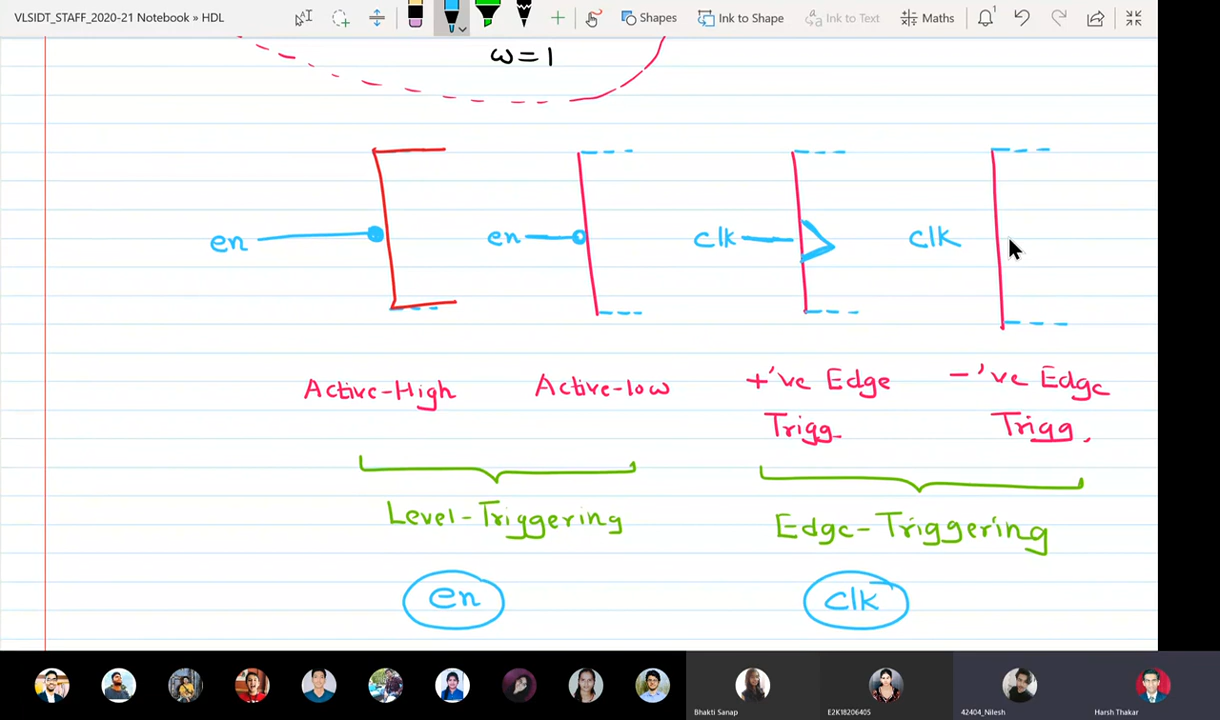 VLSIDT_STAFF_2020-21 Notebook » HDL
Shapes
Ink to Shape
Ink to Text
Maths
ω=1
en
en
clk
clk
Active-High
Active-low
+'ve Edge
Trigg.
-'ve Edge
Trigg.
Level-Triggering
Edge-Triggering
en
clk
Bhakti Sanap
E2K18206405
42404_Nilesh
Harsh Thakar